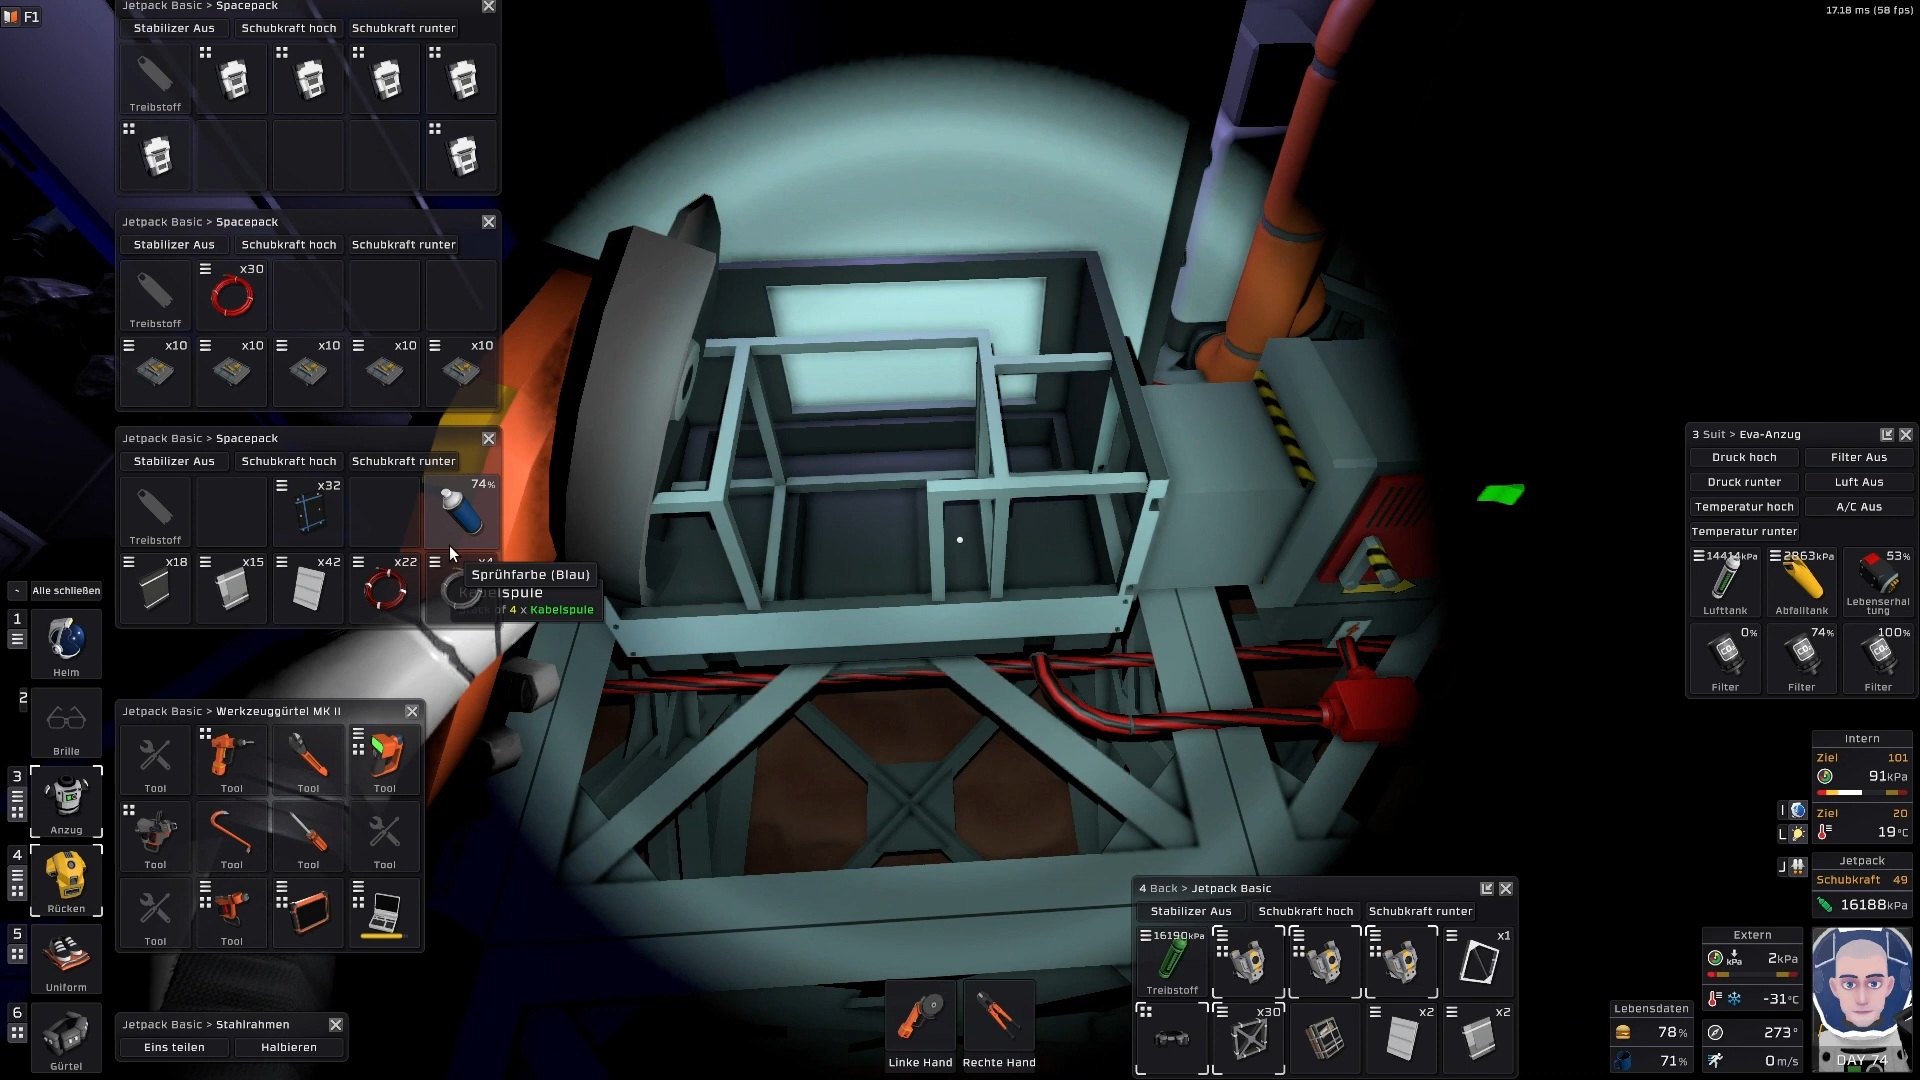 F1
17.18 ms (58 fps)
Jetpack Basic > Spacepack
Stabilizer Aus
Schubkraft hoch
Schubkraft runter
Treibstoff
Jetpack Basic > Spacepack
Stabilizer Aus
Schubkraft hoch
Schubkraft runter
x30
Treibstoff
x10
x10
x10
x10
x10
Jetpack Basic > Spacepack
Stabilizer Aus
Schubkraft hoch
Schubkraft runter
x32
74%
Treibstoff
x18
x15
x42
x22
x4
Sprühfarbe (Blau)
Kabelspule
of 4 x Kabelspule
~
Alle schließen
1
Helm
2
Brille
3
Anzug
4
Rücken
5
Uniform
6
Gürtel
Jetpack Basic > Werkzeuggürtel MK II
Tool
Tool
Tool
Tool
Tool
Tool
Tool
Tool
Tool
Tool
Jetpack Basic > Stahlrahmen
Eins teilen
Halbieren
Linke Hand
Rechte Hand
4 Back > Jetpack Basic
Stabilizer Aus
Schubkraft hoch
Schubkraft runter
16190kPa
x1
Treibstoff
x30
x2
x2
3 Suit > Eva-Anzug
Druck hoch
Filter Aus
Druck runter
Luft Aus
Temperatur hoch
A/C Aus
Temperatur runter
14414kPa
2863kPa
53%
Lufttank
Abfalltank
Lebenserhal
tung
0%
74%
100%
Filter
Filter
Filter
Intern
Ziel 101
91kPa
Ziel 20
19°C
I
L
J
Jetpack
Schubkraft 49
16188kPa
Extern
kPa
2kPa
-31°C
273°
0m/s
Lebensdaten
78%
71%
DAY 74